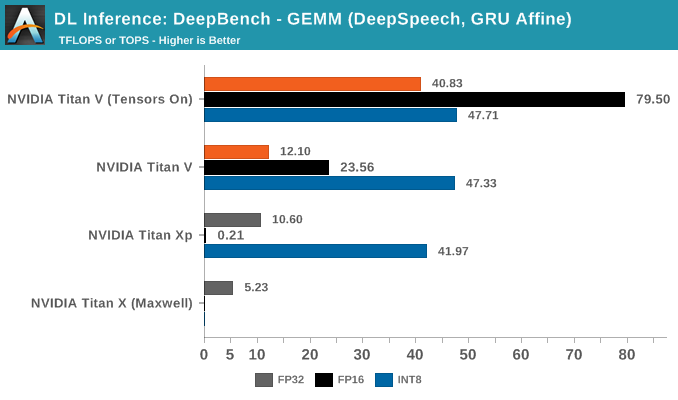 DL Inference: DeepBench - GEMM (DeepSpeech, GRU Affine)
TFLOPS or TOPS - Higher is Better
NVIDIA Titan V (Tensors On)
40.83
79.50
47.71
NVIDIA Titan V
12.10
23.56
47.33
NVIDIA Titan Xp
10.60
0.21
41.97
NVIDIA Titan X (Maxwell)
5.23
0 5 10 20 30 40 50 60 70 80
FP32 FP16 INT8